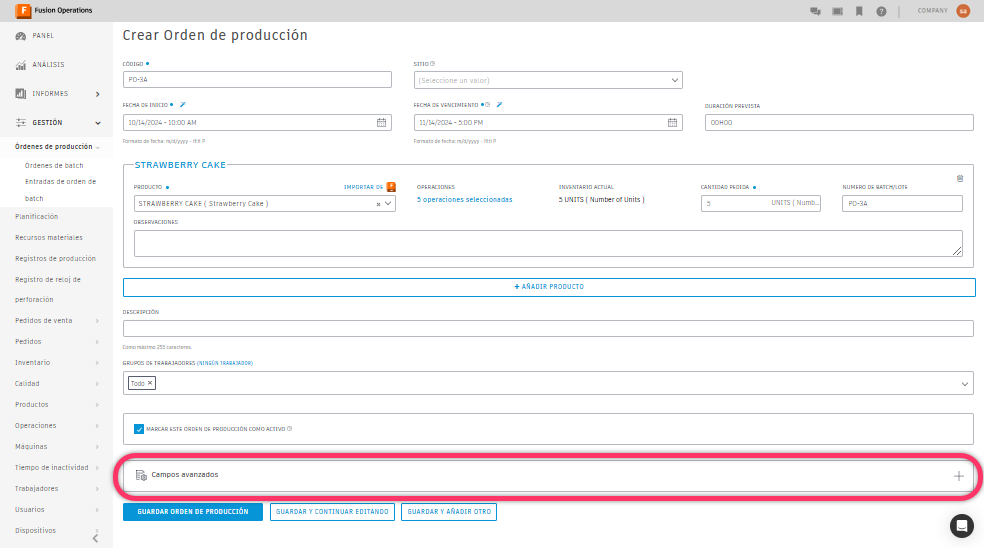 Fusion Operations
COMPANY
sa
PANEL
ANÁLISIS
INFORMES
GESTIÓN
Órdenes de producción
Órdenes de batch
Entradas de orden de
batch
Planificación
Recursos materiales
Registros de producción
Registro de reloj de
perforación
Pedidos de venta
Pedidos
Inventario
Calidad
Productos
Operaciones
Máquinas
Tiempo de inactividad
Trabajadores
Usuarios
Dispositivos
Crear Orden de producción
CÓDIGO
SITIO
PO-3A
(Seleccione un valor)
FECHA DE INICIO
FECHA DE VENCIMIENTO
DURACIÓN PREVISTA
10/14/2024 - 10:00 AM
11/14/2024 - 5:00 PM
00H00
Formato de fecha: m/d/yyyy - H:ii P
Formato de fecha: m/d/yyyy - H:ii P
STRAWBERRY CAKE
PRODUCTO
IMPORTAR DE
OPERACIONES
INVENTARIO ACTUAL
CANTIDAD PEDIDA
NUMERO DE BATCH/LOTE
STRAWBERRY CAKE ( Strawberry Cake )
5 operaciones seleccionadas
5 UNITS ( Number of Units )
5
UNITS ( Numb...
PO-3A
OBSERVACIONES
+ AÑADIR PRODUCTO
DESCRIPCIÓN
Como máximo 255 caracteres.
GRUPOS DE TRABAJADORES (NINGÚN TRABAJADOR)
Todo ×
MARCAR ESTE ORDEN DE PRODUCCIÓN COMO ACTIVO
Campos avanzados
GUARDAR ORDEN DE PRODUCCIÓN
GUARDAR Y CONTINUAR EDITANDO
GUARDAR Y AÑADIR OTRO